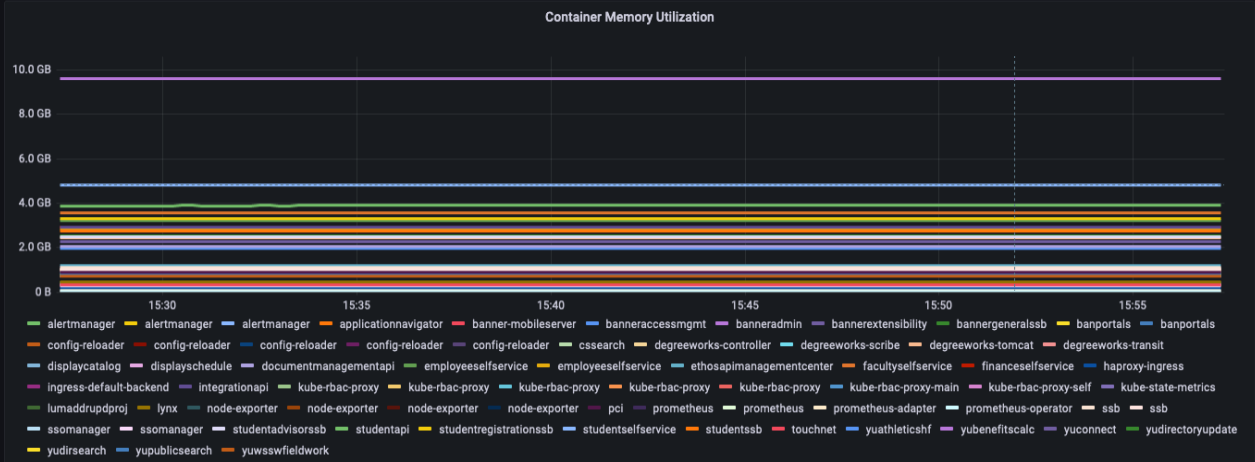 Container Memory Utilization
10.0 GB
8.0 GB
6.0 GB
4.0 GB
2.0 GB
0 B
15:30 15:35 15:40 15:45 15:50 15:55
alertmanager alertmanager alertmanager applicationnavigator banner-mobileserver banneraccessmgmt banneradmin bannerextensibility bannergeneralssb banportals banportals
config-reloader config-reloader config-reloader config-reloader config-reloader cssearch degreeworks-controller degreeworks-scribe degreeworks-tomcat degreeworks-transit
displaycatalog displayschedule documentmanagementapi employeeselfservice employeeselfservice ethosapimanagementcenter facultyselfservice financeselfservice haproxy-ingress
ingress-default-backend integrationapi kube-rbac-proxy kube-rbac-proxy kube-rbac-proxy kube-rbac-proxy kube-rbac-proxy kube-rbac-proxy-main kube-rbac-proxy-self kube-state-metrics
lumaddrupdproj lynx node-exporter node-exporter node-exporter node-exporter pci prometheus prometheus prometheus-adapter prometheus-operator ssb ssb
ssomanager ssomanager studentadvisorssb studentapi studentregistrationssb studentselfservice studentssb touchnet yuathleticshf yubenefitscalc yuconnect yudirectoryupdate
yudirsearch yupublicsearch yuwsswfieldwork